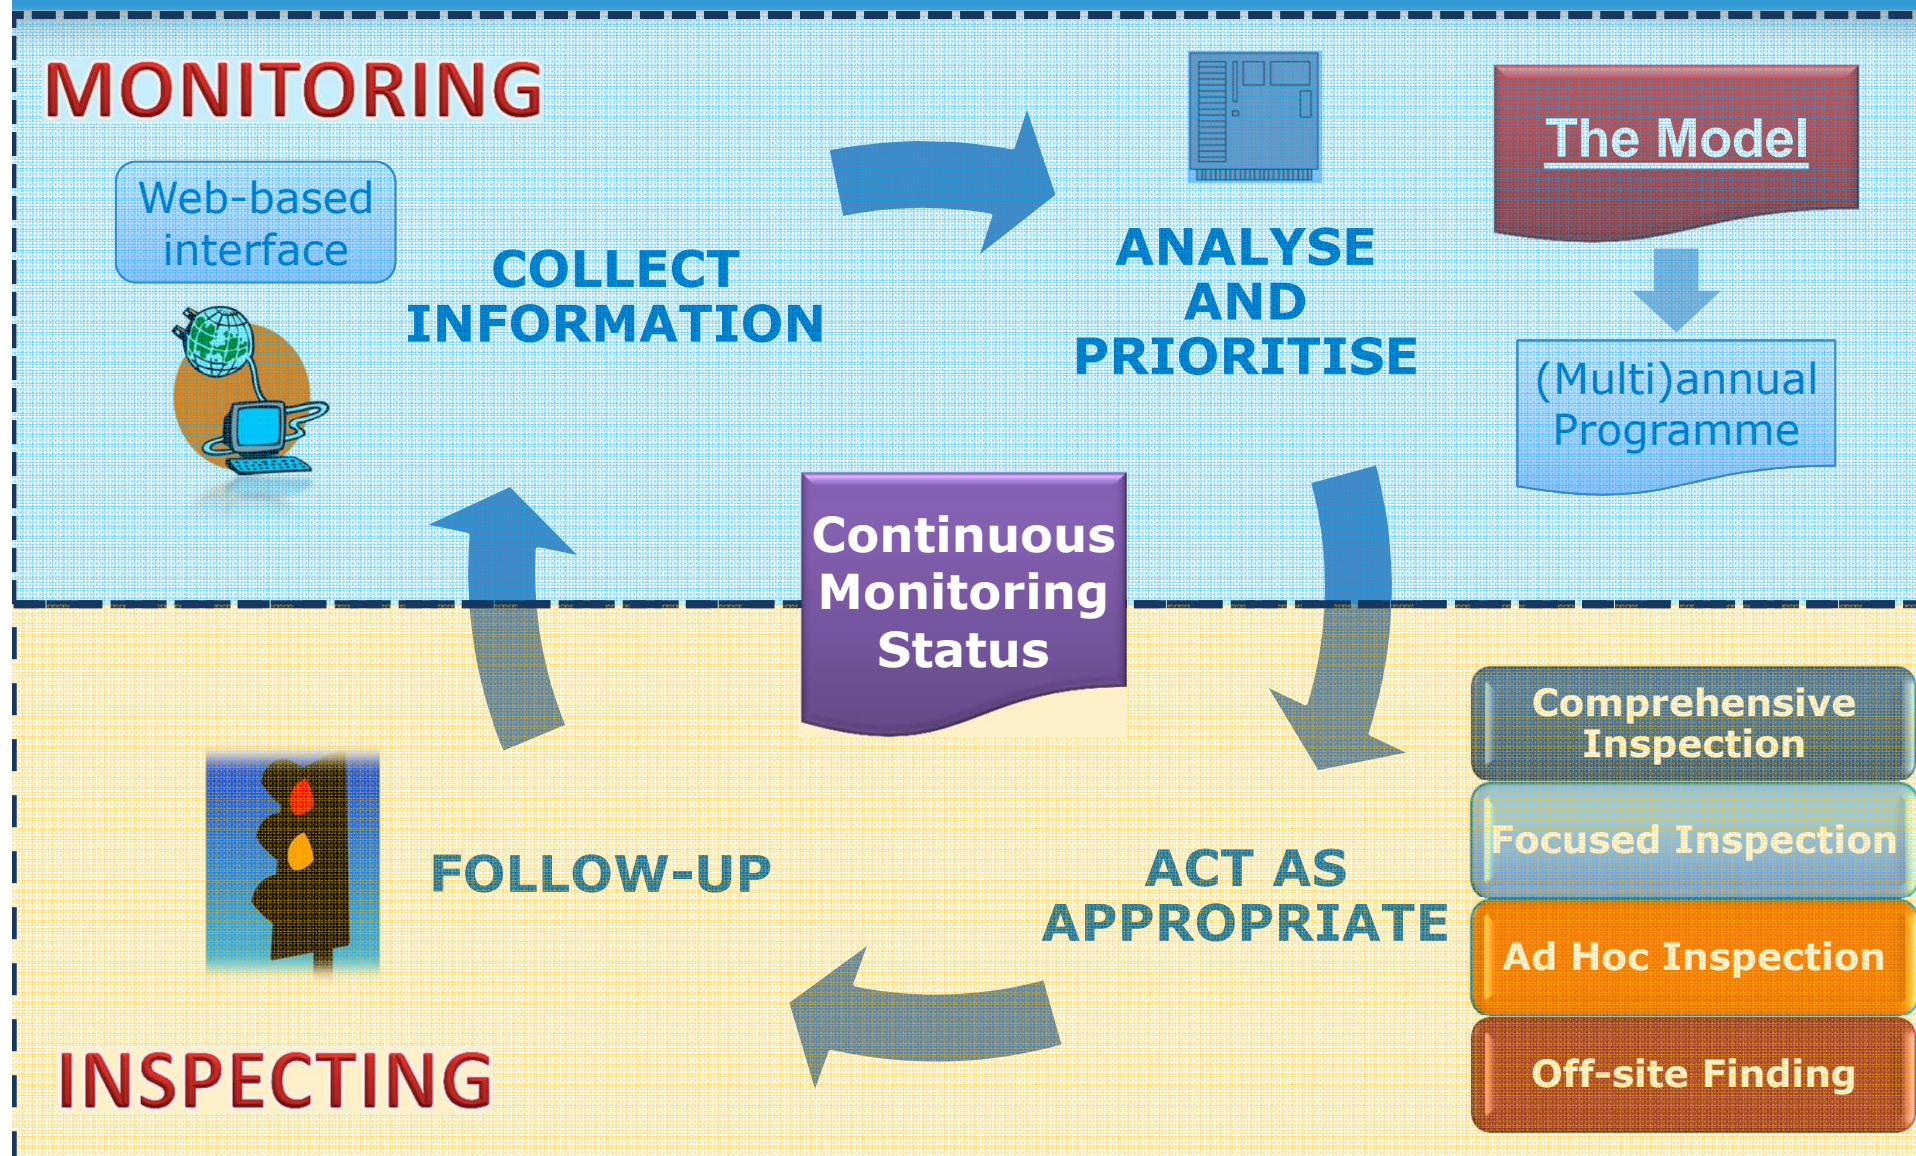 MONITORING
Web-based
interface
COLLECT
INFORMATION
ANALYSE
AND
PRIORITISE
The Model
(Multi)annual
Programme
Continuous
Monitoring
Status
Comprehensive
Inspection
Focused Inspection
Ad Hoc Inspection
Off-site Finding
ACT AS
APPROPRIATE
FOLLOW-UP
INSPECTING